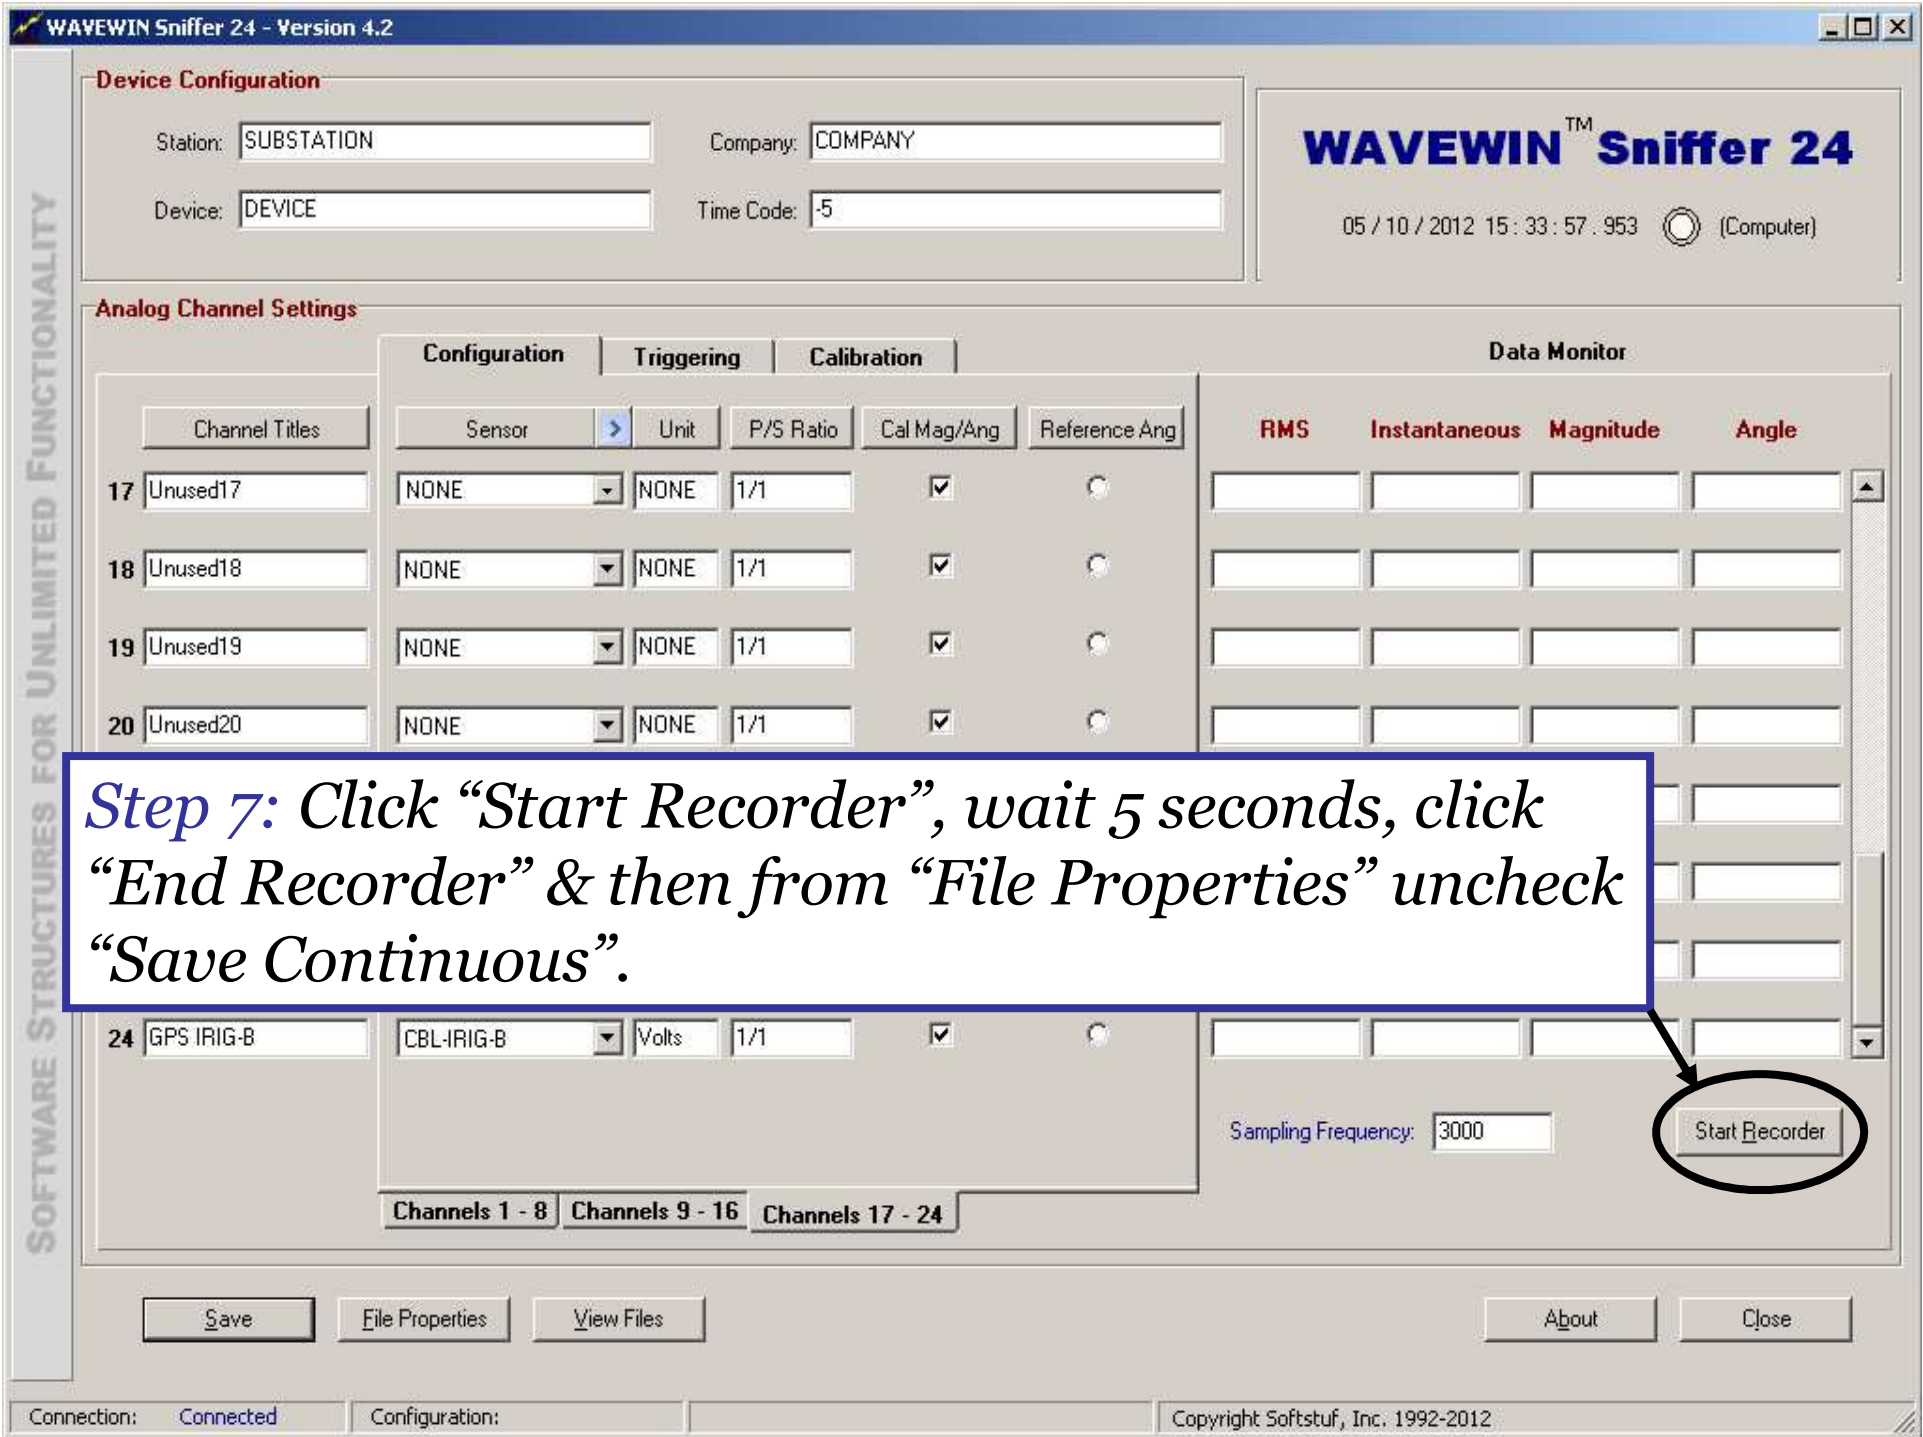 WAVEWIN Sniffer 24 - Version 4.2
Device Configuration
Station: SUBSTATION Company: COMPANY
Device: DEVICE Time Code: -5
WAVEWIN™ Sniffer 24
05 / 10 / 2012 15 : 33 : 57 . 953 (Computer)
SOFTWARE STRUCTURES FOR UNLIMITED FUNCTIONALITY
Analog Channel Settings
Configuration Triggering Calibration
Data Monitor
Channel Titles Sensor > Unit P/S Ratio Cal Mag/Ang Reference Ang RMS Instantaneous Magnitude Angle
17 Unused17 NONE NONE 1/1
18 Unused18 NONE NONE 1/1
19 Unused19 NONE NONE 1/1
20 Unused20 NONE NONE 1/1
Step 7: Click “Start Recorder”, wait 5 seconds, click
“End Recorder” & then from “File Properties” uncheck
“Save Continuous”.
24 GPS IRIG-B CBL-IRIG-B Volts 1/1
Sampling Frequency: 3000 Start Recorder
Channels 1 - 8 Channels 9 - 16 Channels 17 - 24
Save File Properties View Files About Close
Connection: Connected Configuration: Copyright Softstuf, Inc. 1992-2012